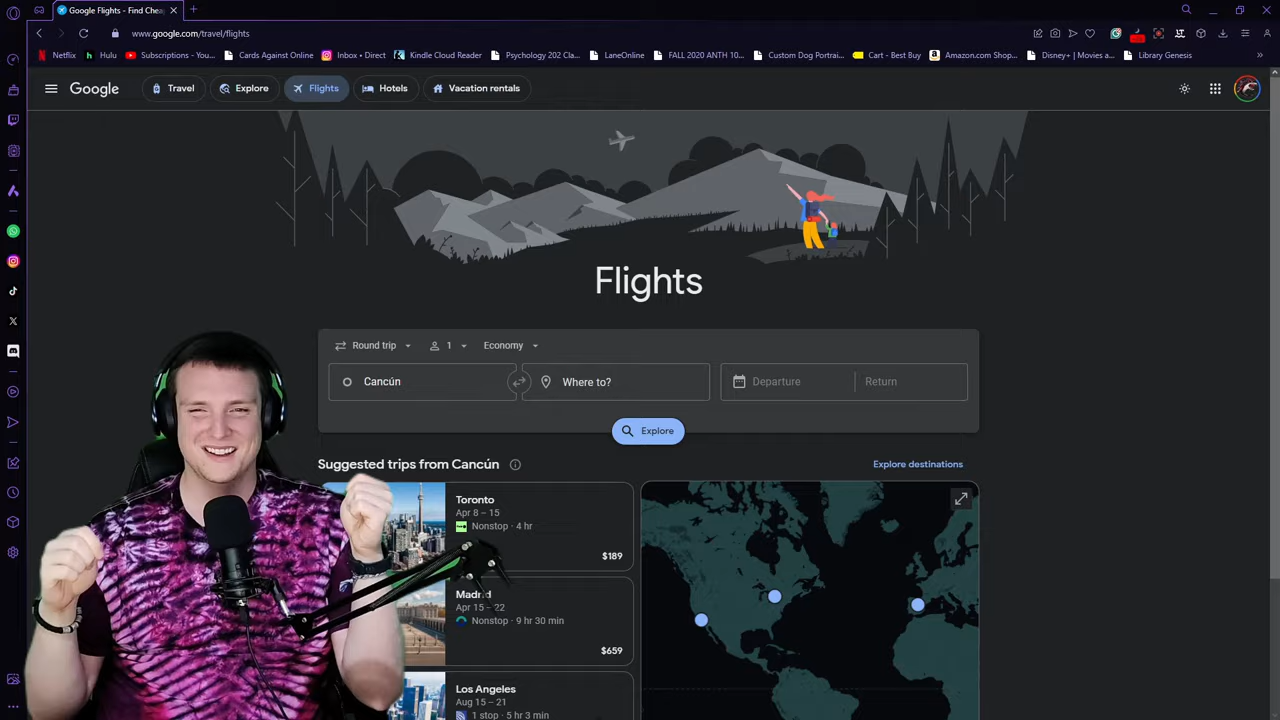 Google Flights - Find Chea
www.google.com/travel/flights
Netflix
Hulu
Subscriptions - You...
Cards Against Online
Inbox • Direct
Kindle Cloud Reader
Psychology 202 Clas...
LaneOnline
FALL 2020 ANTH 10...
Custom Dog Portrai...
Cart - Best Buy
Amazon.com Shop...
Disney+ | Movies a...
Library Genesis
Google
Travel
Explore
Flights
Hotels
Vacation rentals
Flights
Round trip
1
Economy
Cancún
Where to?
Departure
Return
Explore
Suggested trips from Cancún
Explore destinations
Toronto
Apr 8 – 15
Nonstop · 4 hr
$189
Madrid
Apr 15 – 22
Nonstop · 9 hr 30 min
$659
Los Angeles
Aug 15 – 21
1 stop · 5 hr 3 min